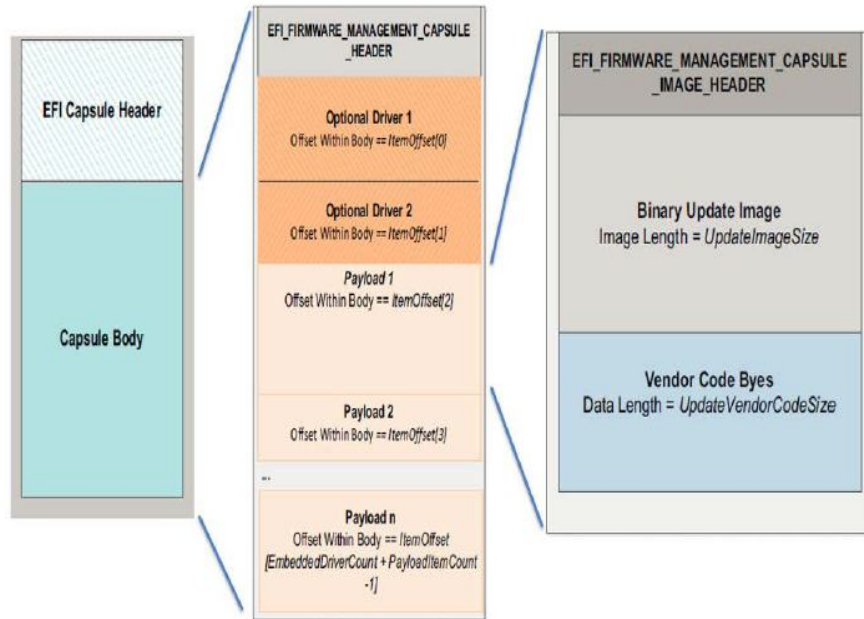 EFI Capsule Header
Capsule Body
EFI_FIRMWARE_MANAGEMENT_CAPSULE
_HEADER
Optional Driver 1
Offset Within Body == ItemOffset[0]
Optional Driver 2
Offset Within Body == ItemOffset[1]
Payload 1
Offset Within Body == ItemOffset[2]
Payload 2
Offset Within Body == ItemOffset[3]
...
Payload n
Offset Within Body == ItemOffset
[EmbeddedDriverCount + PayloadItemCount
-1]
EFI_FIRMWARE_MANAGEMENT_CAPSULE
_IMAGE_HEADER
Binary Update Image
Image Length = UpdateImageSize
Vendor Code Byes
Data Length = UpdateVendorCodeSize